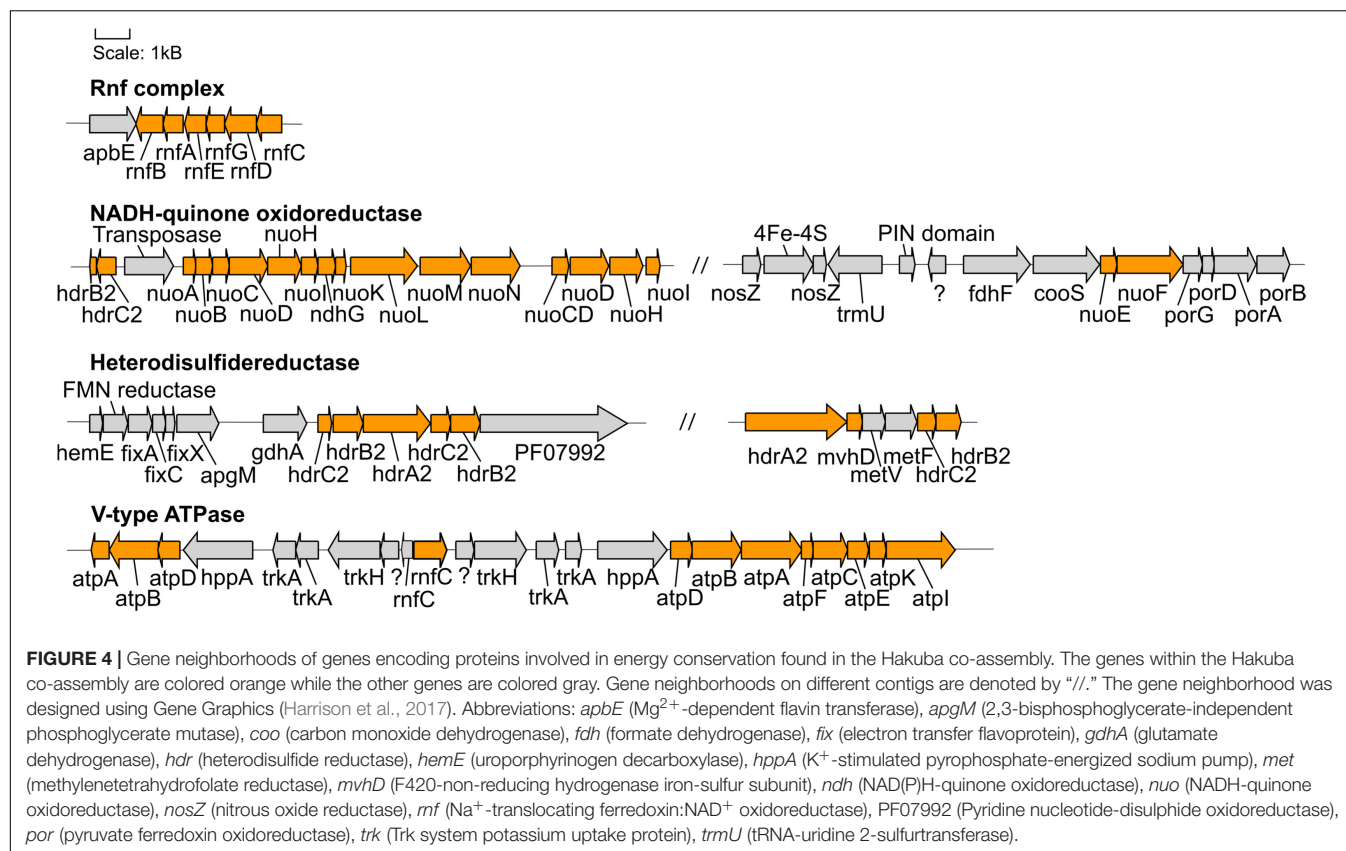 Scale: 1kB
Rnf complex
apbE rnfA rnfG rnfC
rnfB rnfE rnfD
NADH-quinone oxidoreductase
Transposase nuoH 4Fe-4S PIN domain
//
hdrB2 nuoA nuoC nuoI nuoK nuoM nuoN nuoD nuoI nosZ nosZ ? fdhF cooS nuoF porD porB
hdrC2 nuoB nuoD ndhG nuoL nuoCD nuoH trmU nuoE porG porA
Heterodisulfidereductase
FMN reductase
//
hemE fixA fixX gdhA hdrB2 hdrC2 PF07992 hdrA2 mvhD metF hdrB2
fixC apgM hdrC2 hdrA2 hdrB2 metV hdrC2
V-type ATPase
atpA atpD hppA trkA trkH ? rnfC ? trkH trkA hppA atpB atpA atpC atpK
atpB trkA rnfC trkA atpD atpF atpE atpI
FIGURE 4 | Gene neighborhoods of genes encoding proteins involved in energy conservation found in the Hakuba co-assembly. The genes within the Hakuba
co-assembly are colored orange while the other genes are colored gray. Gene neighborhoods on different contigs are denoted by “//.” The gene neighborhood was
designed using Gene Graphics (Harrison et al., 2017). Abbreviations: apbE (Mg2+-dependent flavin transferase), apgM (2,3-bisphosphoglycerate-independent
phosphoglycerate mutase), coo (carbon monoxide dehydrogenase), fdh (formate dehydrogenase), fix (electron transfer flavoprotein), gdhA (glutamate
dehydrogenase), hdr (heterodisulfide reductase), hemE (uroporphyrinogen decarboxylase), hppA (K+-stimulated pyrophosphate-energized sodium pump), met
(methylenetetrahydrofolate reductase), mvhD (F420-non-reducing hydrogenase iron-sulfur subunit), ndh (NAD(P)H-quinone oxidoreductase), nuo (NADH-quinone
oxidoreductase), nosZ (nitrous oxide reductase), rnf (Na+-translocating ferredoxin:NAD+ oxidoreductase), PF07992 (Pyridine nucleotide-disulphide oxidoreductase),
por (pyruvate ferredoxin oxidoreductase), trk (Trk system potassium uptake protein), trmU (tRNA-uridine 2-sulfurtransferase).